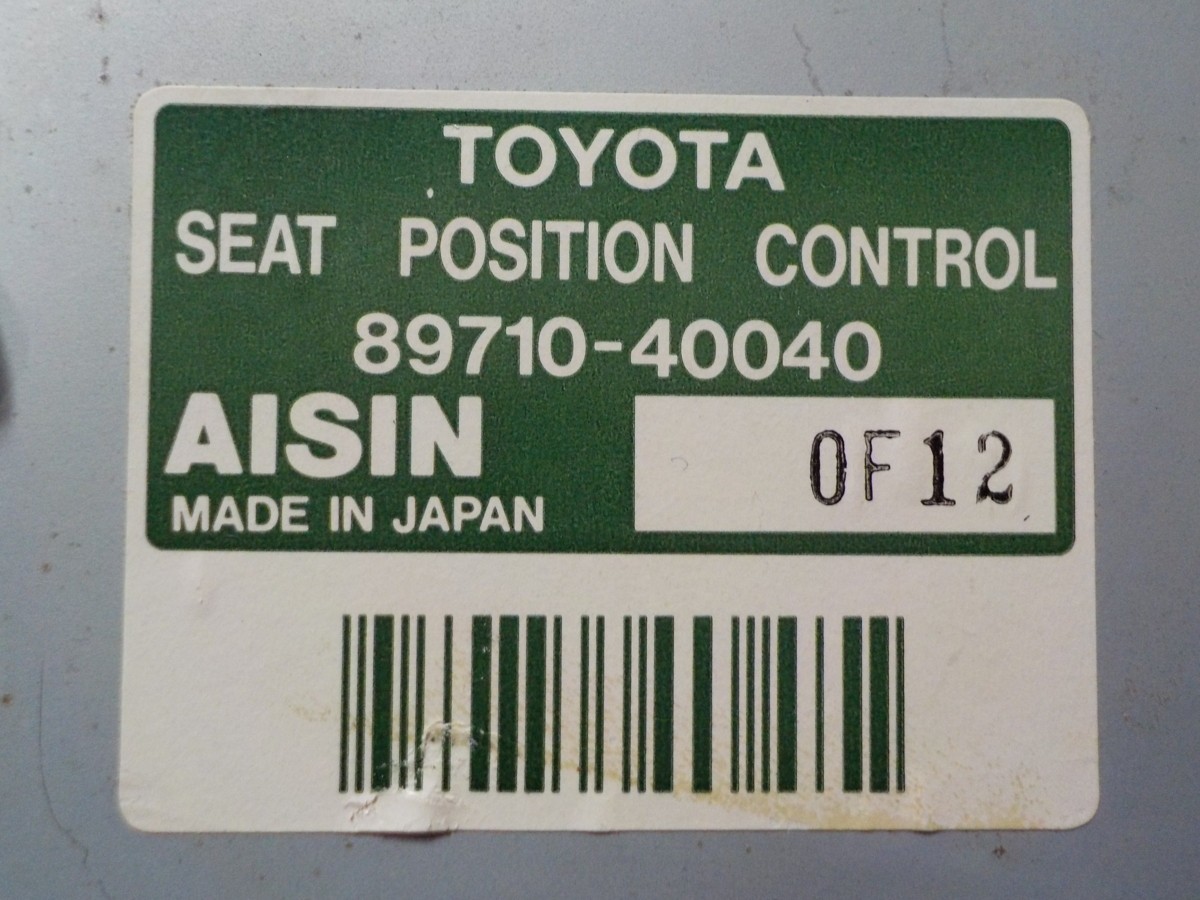 TOYOTA
SEAT POSITION CONTROL
89710-40040
AISIN
0F12
MADE IN JAPAN